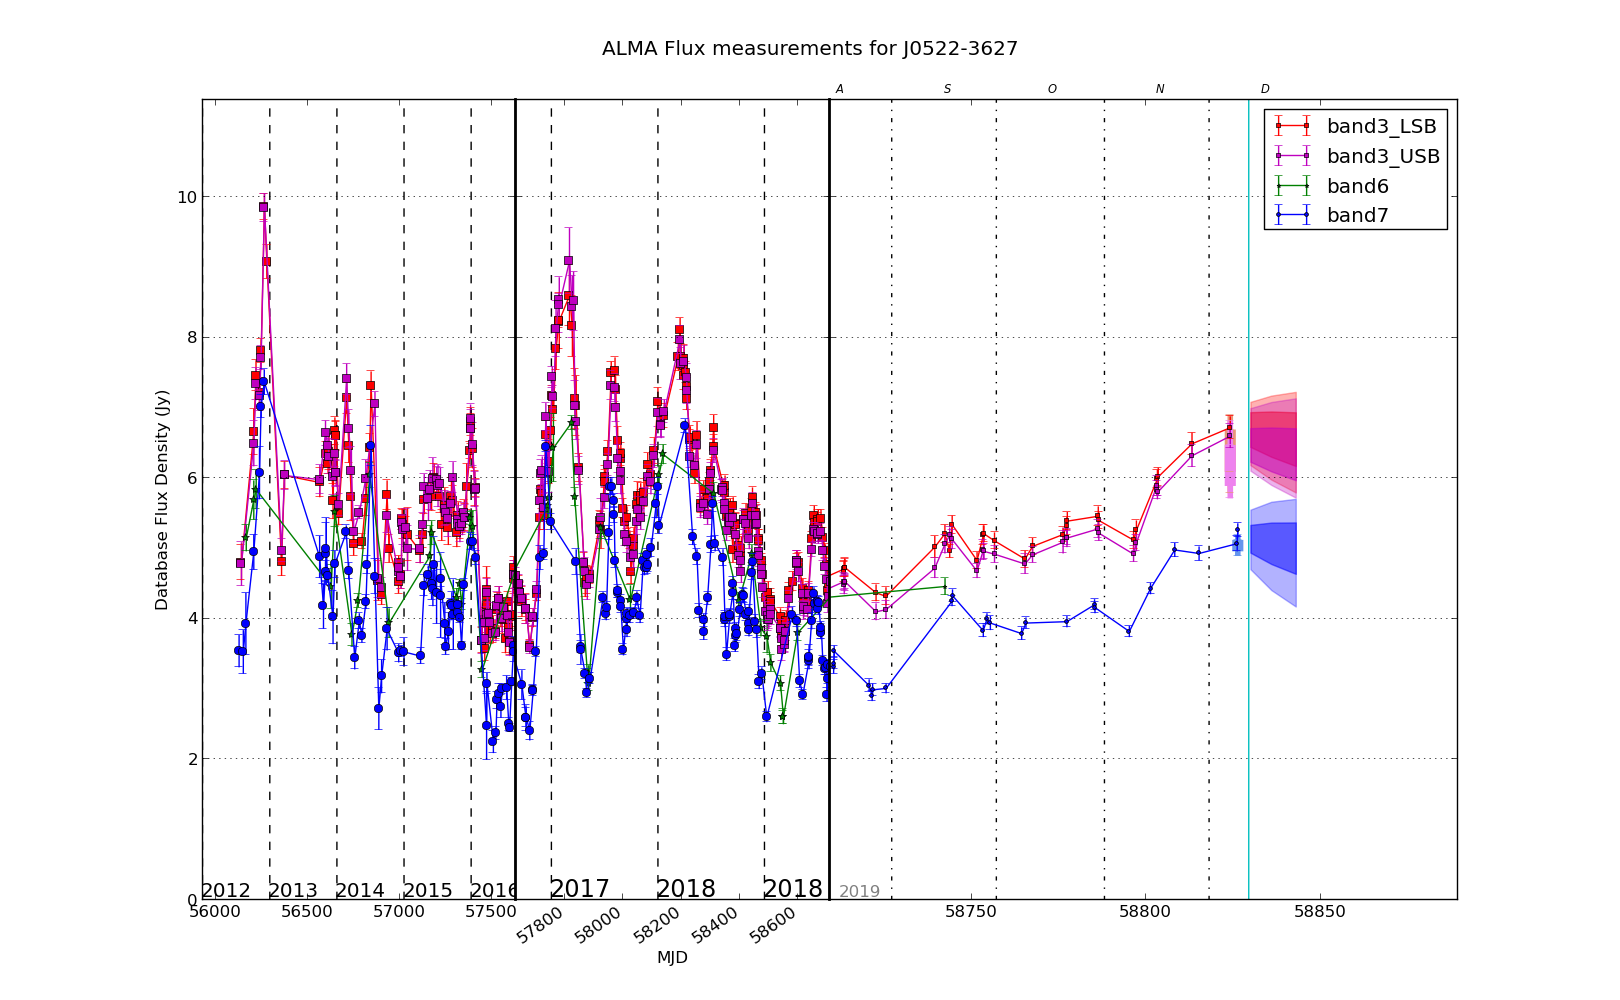 ALMA Flux measurements for J0522-3627
A S O N D
band3_LSB
band3_USB
band6
band7
10
8
6
4
2
0
Database Flux Density (Jy)
2012 2013 2014 2015 2016 2017 2018 2018 2019
56000 56500 57000 57500 57800 58000 58200 58400 58600 58750 58800 58850
MJD